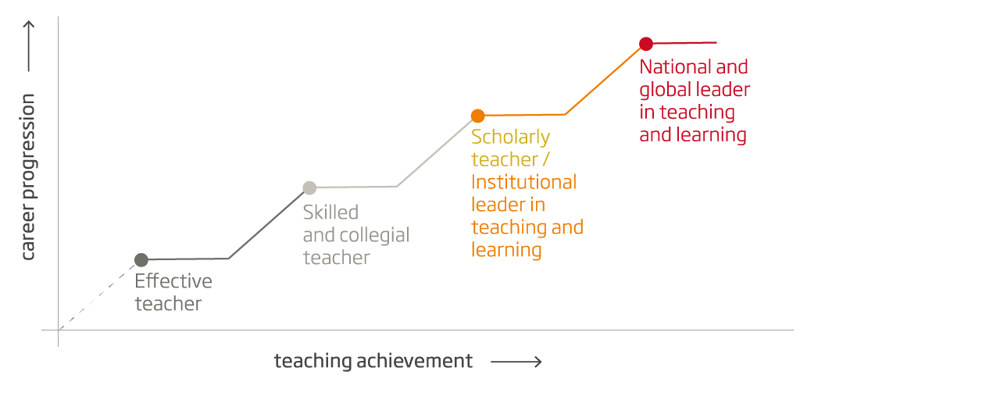 career progression
National and
global leader
in teaching
and learning
Scholarly
teacher /
Institutional
leader in
teaching and
learning
Skilled
and collegial
teacher
Effective
teacher
teaching achievement